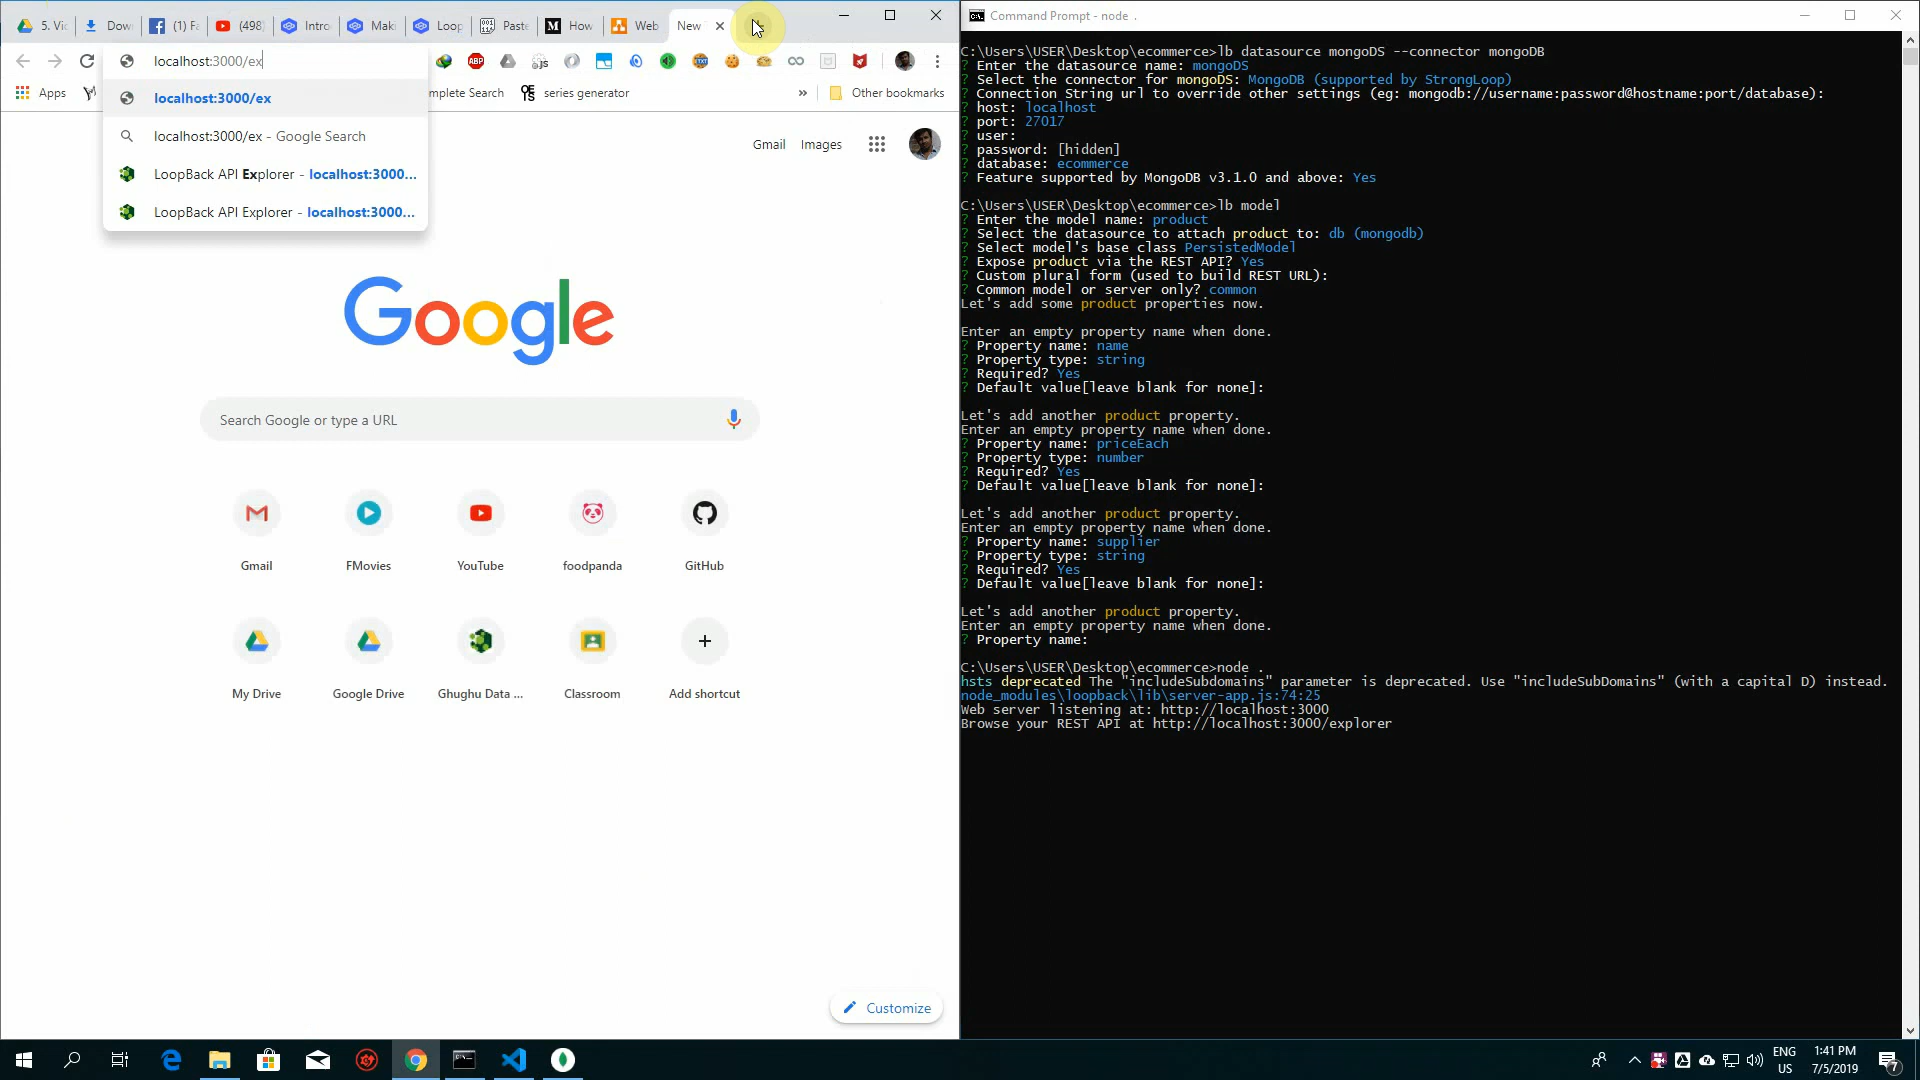 5. Vi
Dow
(1) Fa
(498)
Intro
Maki
Loop
Paste
How
Web
New
localhost:3000/ex
localhost:3000/ex
localhost:3000/ex - Google Search
LoopBack API Explorer - localhost:3000...
LoopBack API Explorer - localhost:3000...
Apps
mplete Search
series generator
»
Other bookmarks
Gmail
Images
Google
Search Google or type a URL
Gmail
FMovies
YouTube
foodpanda
GitHub
My Drive
Google Drive
Ghughu Data ...
Classroom
Add shortcut
Customize
Command Prompt - node .
C:\Users\USER\Desktop\ecommerce>lb datasource mongoDS --connector mongoDB
? Enter the datasource name: mongoDS
? Select the connector for mongoDS: MongoDB (supported by StrongLoop)
? Connection String url to override other settings (eg: mongodb://username:password@hostname:port/database):
? host: localhost
? port: 27017
? user:
? password: [hidden]
? database: ecommerce
? Feature supported by MongoDB v3.1.0 and above: Yes
C:\Users\USER\Desktop\ecommerce>lb model
? Enter the model name: product
? Select the datasource to attach product to: db (mongodb)
? Select model's base class PersistedModel
? Expose product via the REST API? Yes
? Custom plural form (used to build REST URL):
? Common model or server only? common
Let's add some product properties now.
Enter an empty property name when done.
? Property name: name
? Property type: string
? Required? Yes
? Default value[leave blank for none]:
Let's add another product property.
Enter an empty property name when done.
? Property name: priceEach
? Property type: number
? Required? Yes
? Default value[leave blank for none]:
Let's add another product property.
Enter an empty property name when done.
? Property name: supplier
? Property type: string
? Required? Yes
? Default value[leave blank for none]:
Let's add another product property.
Enter an empty property name when done.
? Property name:
C:\Users\USER\Desktop\ecommerce>node .
hsts deprecated The "includeSubdomains" parameter is deprecated. Use "includeSubDomains" (with a capital D) instead.
node_modules\loopback\lib\server-app.js:74:25
Web server listening at: http://localhost:3000
Browse your REST API at http://localhost:3000/explorer
ENG
US
1:41 PM
7/5/2019
7